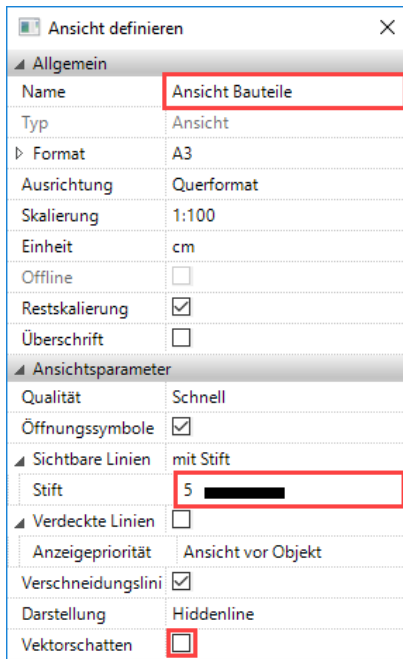 Ansicht definieren
Allgemein
Name Ansicht Bauteile
Typ Ansicht
Format A3
Ausrichtung Querformat
Skalierung 1:100
Einheit cm
Offline
Restskalierung
Überschrift
Ansichtsparameter
Qualität Schnell
Öffnungssymbole
Sichtbare Linien mit Stift
Stift 5
Verdeckte Linien
Anzeigepriorität Ansicht vor Objekt
Verschneidungslini
Darstellung Hiddenline
Vektorschatten